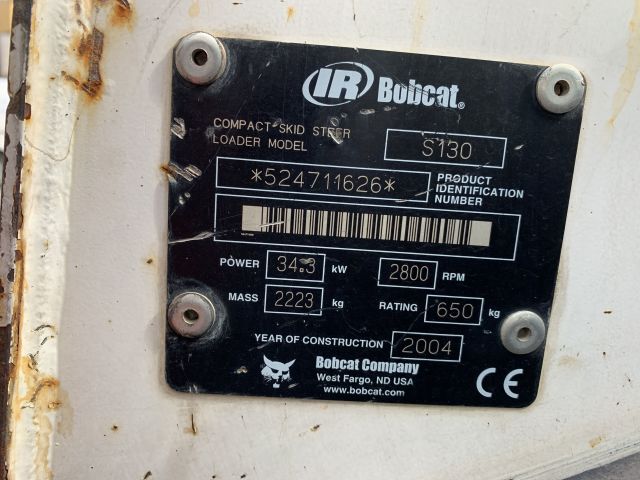 IR Bobcat®
COMPACT SKID STEER
LOADER MODEL S130
*524711626* PRODUCT
IDENTIFICATION
NUMBER
POWER 34.3 kW 2800 RPM
MASS 2223 kg RATING 650 kg
YEAR OF CONSTRUCTION 2004
Bobcat Company
West Fargo, ND USA
www.bobcat.com
CE